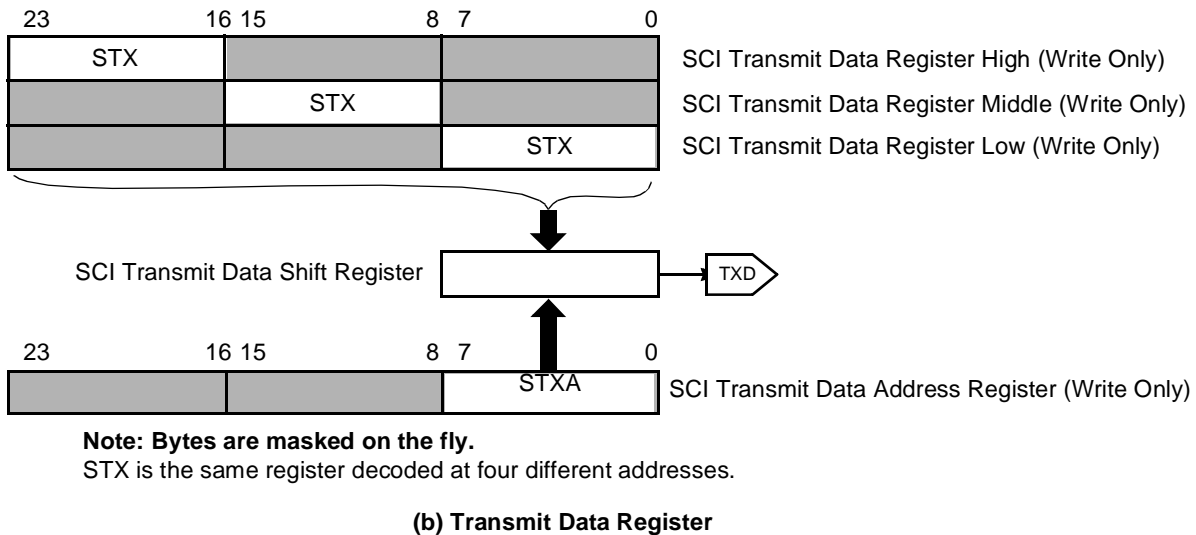 23 16 15 8 7 0
STX SCI Transmit Data Register High (Write Only)
STX SCI Transmit Data Register Middle (Write Only)
STX SCI Transmit Data Register Low (Write Only)
SCI Transmit Data Shift Register TXD
23 16 15 8 7 0
STXA SCI Transmit Data Address Register (Write Only)
Note: Bytes are masked on the fly.
STX is the same register decoded at four different addresses.
(b) Transmit Data Register